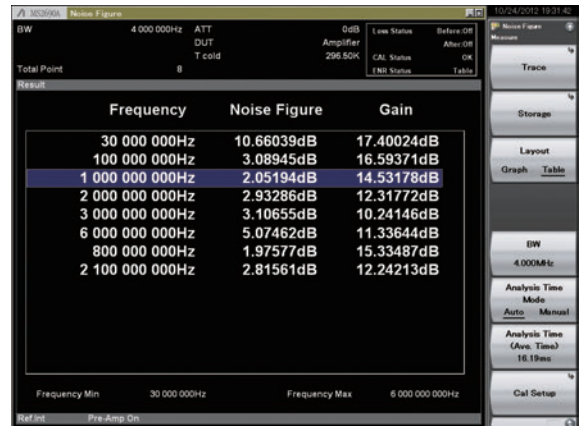 MS2690A Noise Figure
10/24/2012 19:31:42
BW 4 000 000Hz ATT 0dB
DUT Amplifier
T cold 296.50K
Total Point 8
Loss Status Before:Off
After:Off
CAL Status OK
ENR Status Table
Result
Frequency Noise Figure Gain
30 000 000Hz 10.66039dB 17.40024dB
100 000 000Hz 3.08945dB 16.59371dB
1 000 000 000Hz 2.05194dB 14.53178dB
2 000 000 000Hz 2.93286dB 12.31772dB
3 000 000 000Hz 3.10655dB 10.24146dB
6 000 000 000Hz 5.07462dB 11.33644dB
800 000 000Hz 1.97577dB 15.33487dB
2 100 000 000Hz 2.81561dB 12.24213dB
Frequency Min 30 000 000Hz Frequency Max 6 000 000 000Hz
Ref.Int Pre-Amp On
Noise Figure
Measure
Trace
Storage
Layout
Graph Table
BW
4.000MHz
Analysis Time
Mode
Auto Manual
Analysis Time
(Ave. Time)
16.19ms
Cal Setup